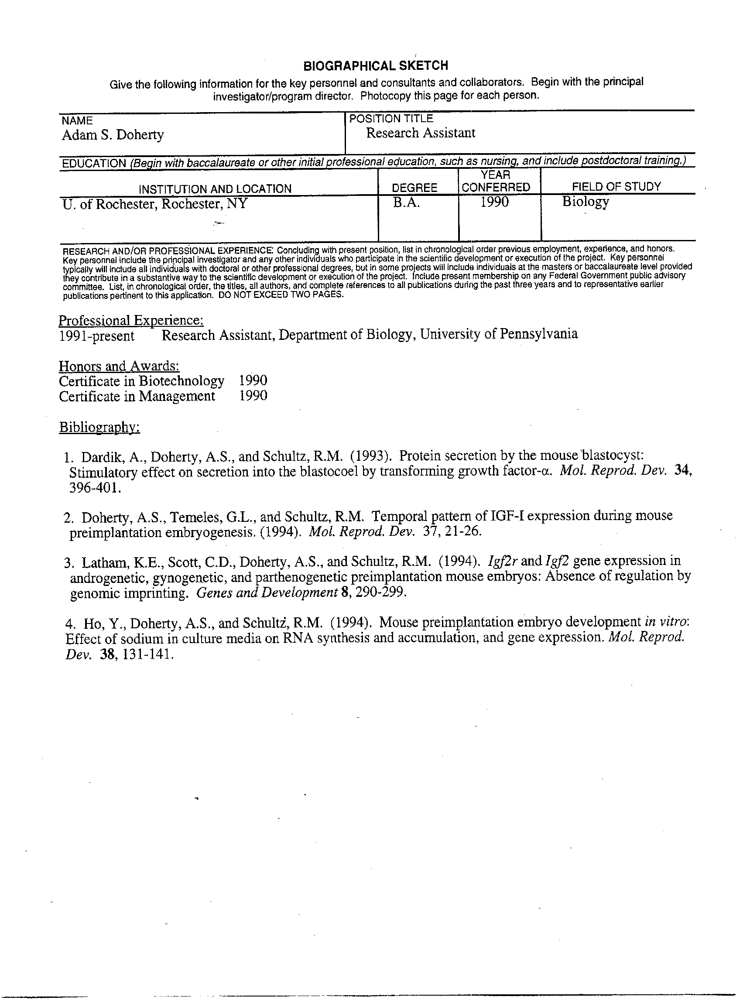 BIOGRAPHICAL SKETCH
Give the following information for the key personnel and consultants and collaborators. Begin with the principal
investigator/program director. Photocopy this page for each person.
NAME
Adam S. Doherty
POSITION TITLE
Research Assistant
EDUCATION (Begin with baccalaureate or other initial professional education, such as nursing, and include postdoctoral training.)
INSTITUTION AND LOCATION
DEGREE
YEAR
CONFERRED
FIELD OF STUDY
U. of Rochester, Rochester, NY
B.A.
1990
Biology
RESEARCH AND/OR PROFESSIONAL EXPERIENCE: Concluding with present position, list in chronological order previous employment, experience, and honors.
Key personnel include the principal investigator and any other individuals who participate in the scientific development or execution of the project. Key personnel
typically will include all individuals with doctoral or other professional degrees, but in some projects will include individuals at the masters or baccalaureate level provided
they contribute in a substantive way to the scientific development or execution of the project. Include present membership on any Federal Government public advisory
committee. List, in chronological order, the titles, all authors, and complete references to all publications during the past three years and to representative earlier
publications pertinent to this application. DO NOT EXCEED TWO PAGES.
Professional Experience:
1991-present Research Assistant, Department of Biology, University of Pennsylvania
Honors and Awards:
Certificate in Biotechnology 1990
Certificate in Management 1990
Bibliography:
1. Dardik, A., Doherty, A.S., and Schultz, R.M. (1993). Protein secretion by the mouse blastocyst:
Stimulatory effect on secretion into the blastocoel by transforming growth factor-α. Mol. Reprod. Dev. 34,
396-401.
2. Doherty, A.S., Temeles, G.L., and Schultz, R.M. Temporal pattern of IGF-I expression during mouse
preimplantation embryogenesis. (1994). Mol. Reprod. Dev. 37, 21-26.
3. Latham, K.E., Scott, C.D., Doherty, A.S., and Schultz, R.M. (1994). Igf2r and Igf2 gene expression in
androgenetic, gynogenetic, and parthenogenetic preimplantation mouse embryos: Absence of regulation by
genomic imprinting. Genes and Development 8, 290-299.
4. Ho, Y., Doherty, A.S., and Schultz, R.M. (1994). Mouse preimplantation embryo development in vitro:
Effect of sodium in culture media on RNA synthesis and accumulation, and gene expression. Mol. Reprod.
Dev. 38, 131-141.